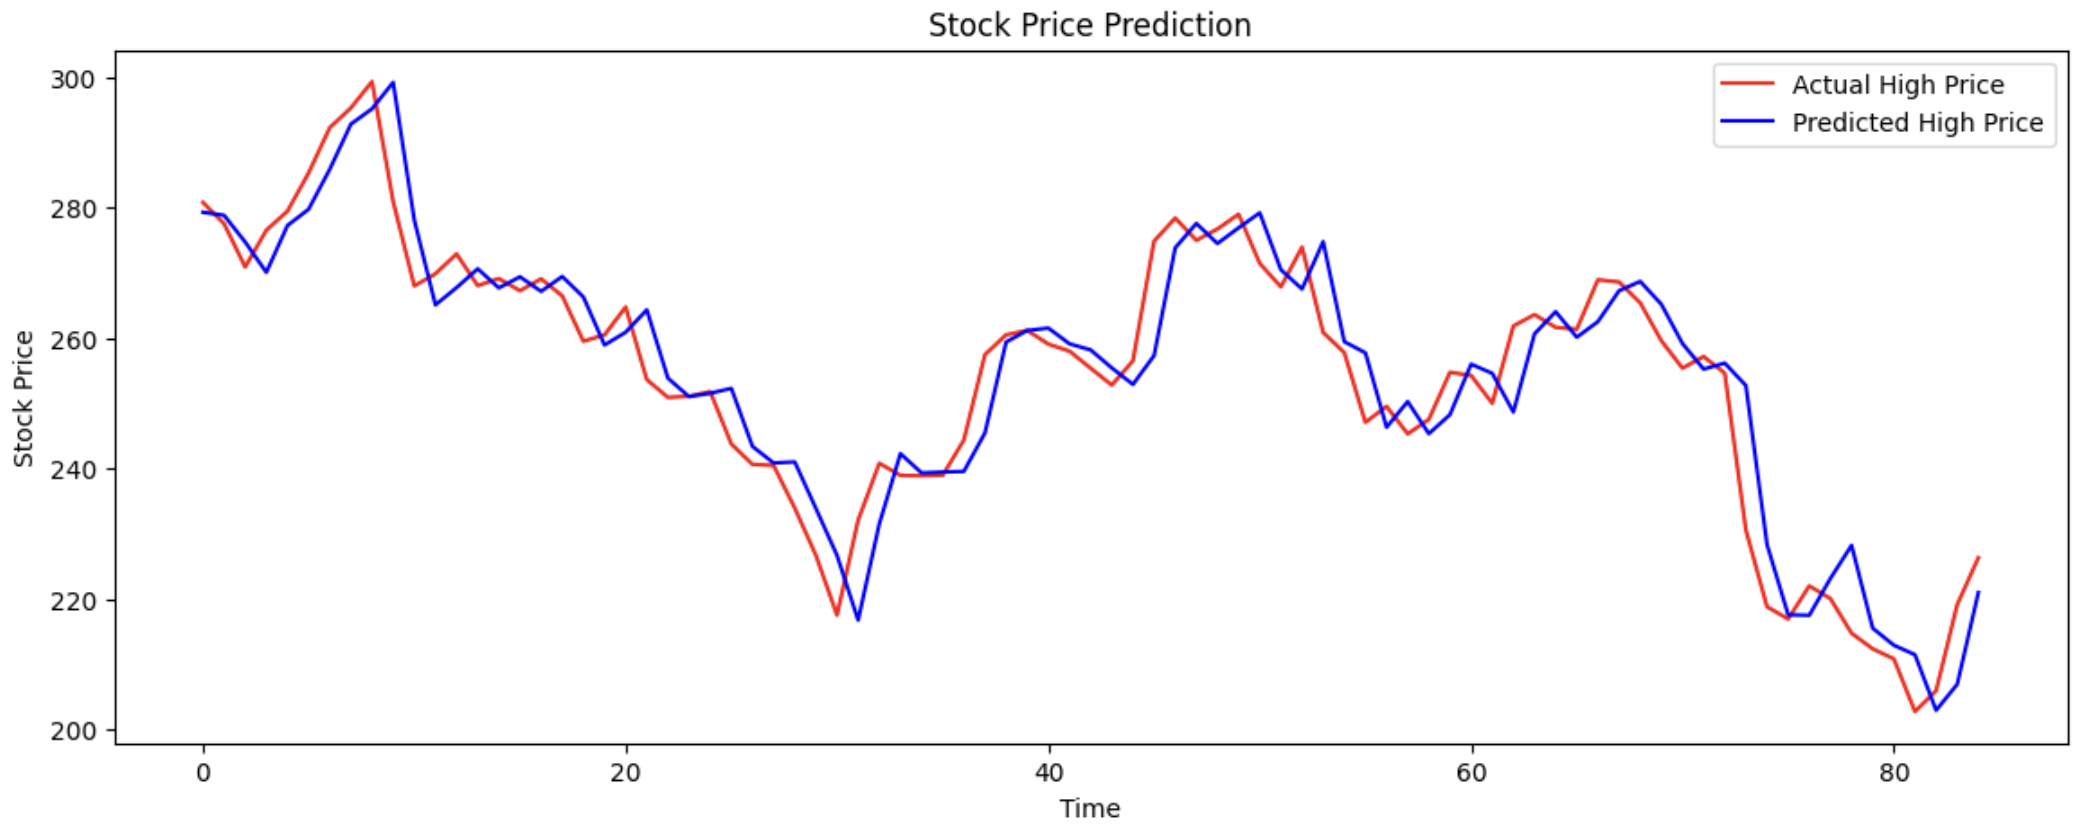 Stock Price Prediction
Actual High Price
Predicted High Price
Stock Price
300
280
260
240
220
200
0 20 40 60 80
Time